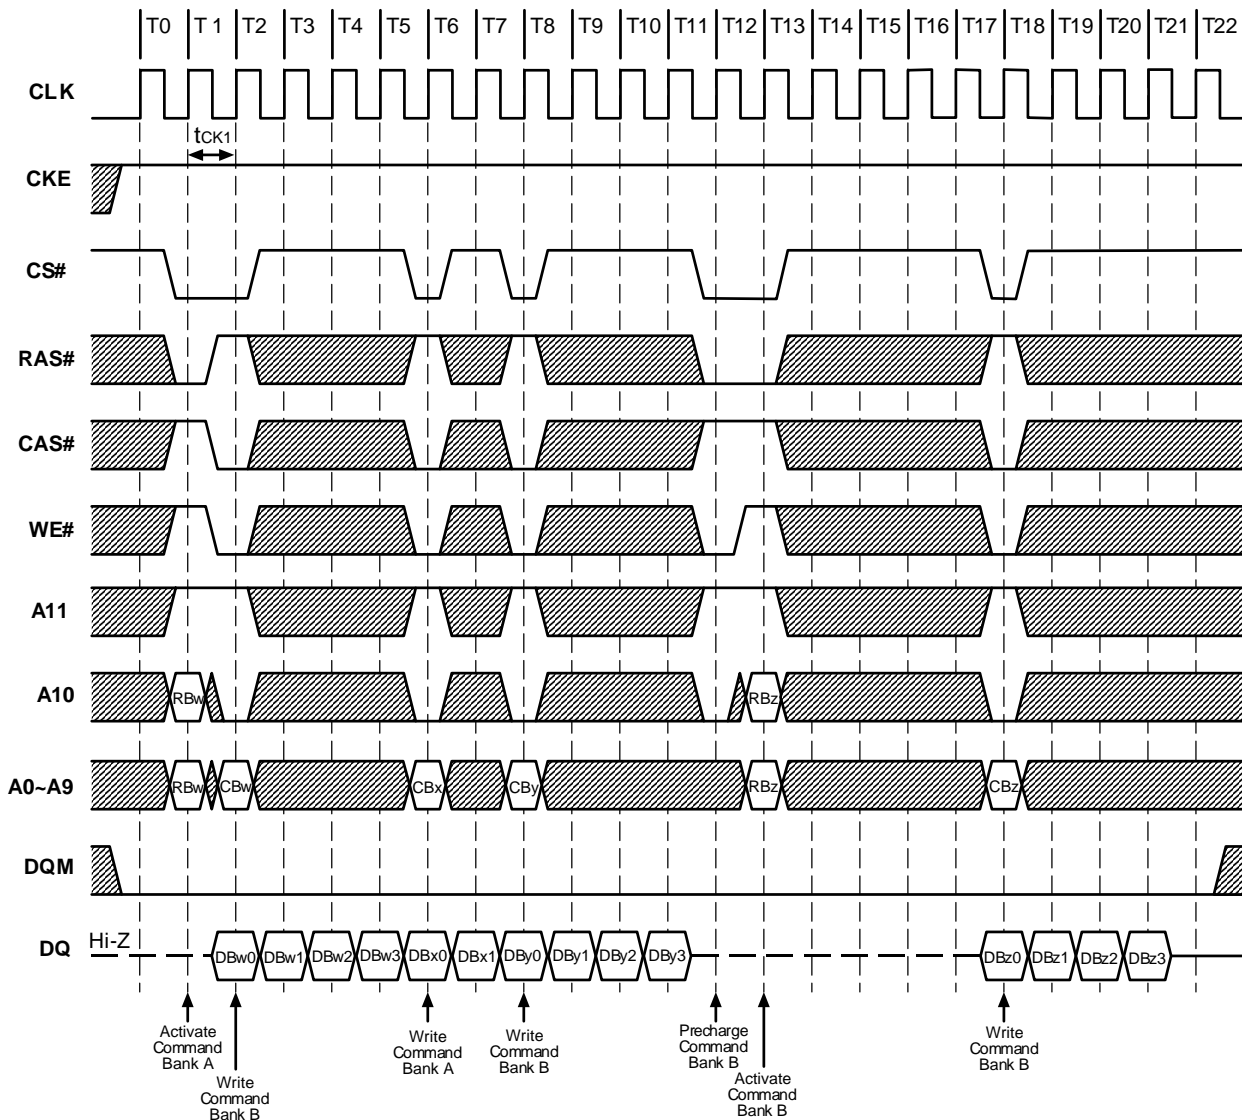 T0 T 1 T2 T3 T4 T5 T6 T7 T8 T9 T10 T11 T12 T13 T14 T15 T16 T17 T18 T19 T20 T21 T22
CLK
tCK1
CKE
CS#
RAS#
CAS#
WE#
A11
A10
RBw RBz
A0~A9
RBw CBw CBx CBy RBz CBz
DQM
DQ
Hi-Z
DBw0 DBw1 DBw2 DBw3 DBx0 DBx1 DBy0 DBy1 DBy2 DBy3 DBz0 DBz1 DBz2 DBz3
Activate
Command
Bank A
Write
Command
Bank B
Write
Command
Bank A
Write
Command
Bank B
Precharge
Command
Bank B
Activate
Command
Bank B
Write
Command
Bank B